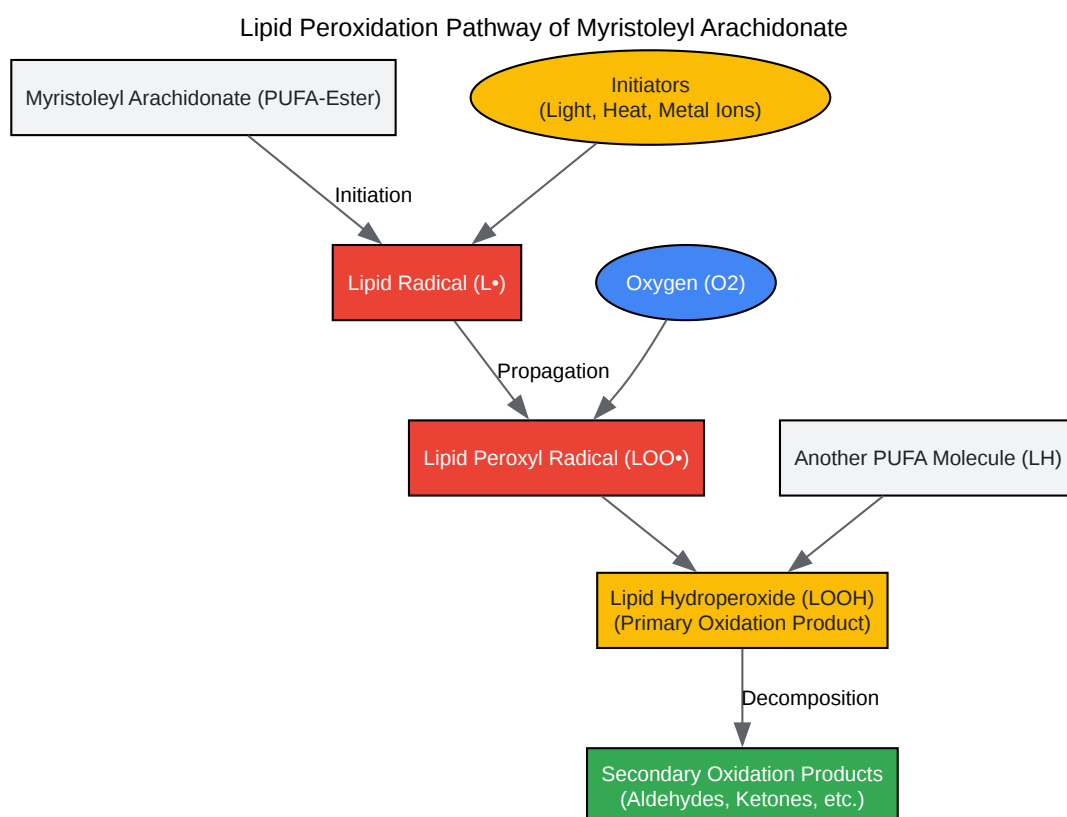 Lipid Peroxidation Pathway of Myristoleyl Arachidonate
Myristoleyl Arachidonate (PUFA-Ester)
Initiators
(Light, Heat, Metal Ions)
Initiation
Lipid Radical (L•)
Oxygen (O2)
Propagation
Lipid Peroxyl Radical (LOO•)
Another PUFA Molecule (LH)
Lipid Hydroperoxide (LOOH)
(Primary Oxidation Product)
Decomposition
Secondary Oxidation Products
(Aldehydes, Ketones, etc.)